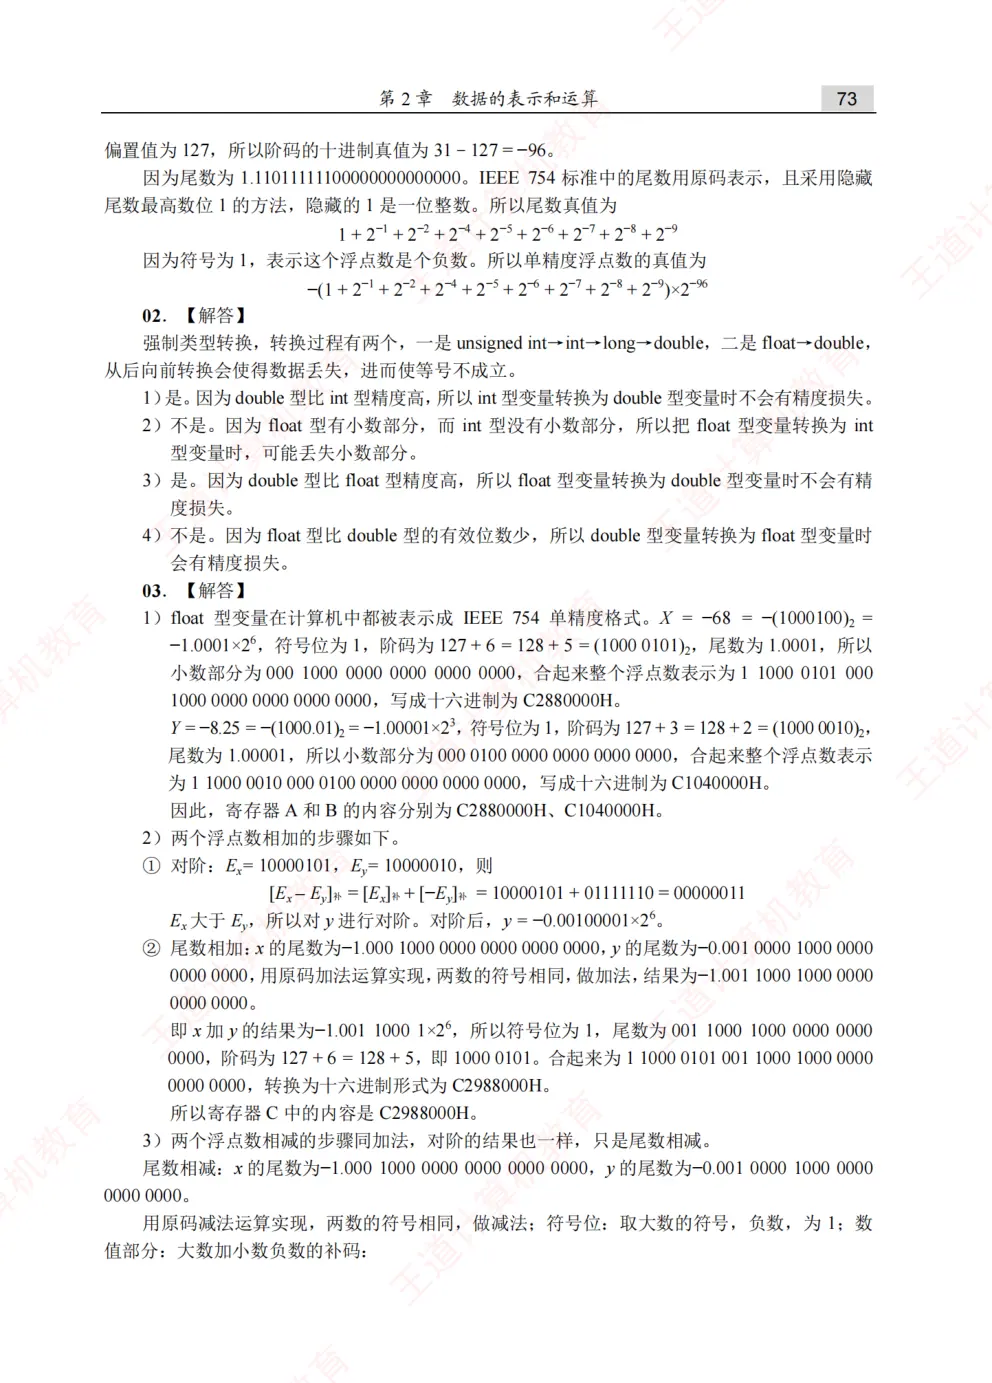 第 2 章 数据的表示和运算 73
偏置值为 127，所以阶码的十进制真值为 31 − 127 = −96。
因为尾数为 1.11011111100000000000000。IEEE 754 标准中的尾数用原码表示，且采用隐藏
尾数最高数位 1 的方法，隐藏的 1 是一位整数。所以尾数真值为
1 + 2⁻¹ + 2⁻² + 2⁻⁴ + 2⁻⁵ + 2⁻⁶ + 2⁻⁷ + 2⁻⁸ + 2⁻⁹
因为符号为 1，表示这个浮点数是个负数。所以单精度浮点数的真值为
−(1 + 2⁻¹ + 2⁻² + 2⁻⁴ + 2⁻⁵ + 2⁻⁶ + 2⁻⁷ + 2⁻⁸ + 2⁻⁹)×2⁻⁹⁶
02. 【解答】
强制类型转换，转换过程有两个，一是 unsigned int→int→long→double，二是 float→double，
从后向前转换会使得数据丢失，进而使等号不成立。
1）是。因为 double 型比 int 型精度高，所以 int 型变量转换为 double 型变量时不会有精度损失。
2）不是。因为 float 型有小数部分，而 int 型没有小数部分，所以把 float 型变量转换为 int
型变量时，可能丢失小数部分。
3）是。因为 double 型比 float 型精度高，所以 float 型变量转换为 double 型变量时不会有精
度损失。
4）不是。因为 float 型比 double 型的有效位数少，所以 double 型变量转换为 float 型变量时
会有精度损失。
03. 【解答】
1）float 型变量在计算机中都被表示成 IEEE 754 单精度格式。X = −68 = −(1000100)₂ =
−1.0001×2⁶，符号位为 1，阶码为 127 + 6 = 128 + 5 = (1000 0101)₂，尾数为 1.0001，所以
小数部分为 000 1000 0000 0000 0000 0000，合起来整个浮点数表示为 1 1000 0101 000
1000 0000 0000 0000 0000，写成十六进制为 C2880000H。
Y = −8.25 = −(1000.01)₂ = −1.00001×2³，符号位为 1，阶码为 127 + 3 = 128 + 2 = (1000 0010)₂，
尾数为 1.00001，所以小数部分为 000 0100 0000 0000 0000 0000，合起来整个浮点数表示
为 1 1000 0010 000 0100 0000 0000 0000 0000，写成十六进制为 C1040000H。
因此，寄存器 A 和 B 的内容分别为 C2880000H、C1040000H。
2）两个浮点数相加的步骤如下。
① 对阶：Eₓ = 10000101，Ey = 10000010，则
[Eₓ − Ey]补 = [Eₓ]补 + [−Ey]补 = 10000101 + 01111110 = 00000011
Eₓ 大于 Ey，所以对 y 进行对阶。对阶后，y = −0.00100001×2⁶。
② 尾数相加：x 的尾数为−1.000 1000 0000 0000 0000 0000，y 的尾数为−0.001 0000 1000 0000
0000 0000，用原码加法运算实现，两数的符号相同，做加法，结果为−1.001 1000 1000 0000
0000 0000。
即 x 加 y 的结果为−1.001 1000 1×2⁶，所以符号位为 1，尾数为 001 1000 1000 0000 0000
0000，阶码为 127 + 6 = 128 + 5，即 1000 0101。合起来为 1 1000 0101 001 1000 1000 0000
0000 0000，转换为十六进制形式为 C2988000H。
所以寄存器 C 中的内容是 C2988000H。
3）两个浮点数相减的步骤同加法，对阶的结果也一样，只是尾数相减。
尾数相减：x 的尾数为−1.000 1000 0000 0000 0000 0000，y 的尾数为−0.001 0000 1000 0000
0000 0000。
用原码减法运算实现，两数的符号相同，做减法；符号位：取大数的符号，负数，为 1；数
值部分：大数加小数负数的补码：